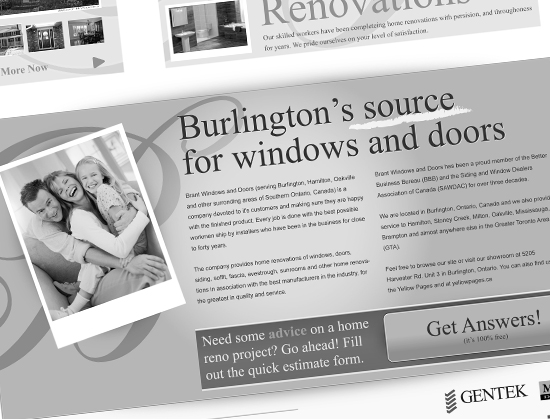 Renovations
Our skilled workers have been completing home renovations with persision, and throughoness
for years. We pride ourselves on your level of satisfaction.
More Now
Burlington's source
for windows and doors
Brant Windows and Doors (serving Burlington, Hamilton, Oakville
and other surronding areas of Southern Ontario, Canada) is a
company devoted to it's customers and making sure they are happy
with the finished product. Every job is done with the best possible
workmen ship by installers who have been in the business for close
to forty years.
The company provides home renovations of windows, doors,
siding, soffit, fascia, evestrough, sunrooms and other home renova-
tions in association with the best manufacturers in the industry, for
the greatest in quality and service.
Brant Windows and Doors has been a proud member of the Better
Business Bureau (BBB) and the Siding and Window Dealers
Association of Canada (SAWDAC) for over three decades.
We are located in Burlington, Ontario, Canada and we also provide
service to Hamilton, Stoney Creek, Milton, Oakville, Mississauga,
Brampton and almost anywhere else in the Greater Toronto Area
(GTA).
Feel free to browse our site or visit our showroom at 5205
Harvester Rd. Unit 3 in Burlington, Ontario. You can also find us
the Yellow Pages and at yellowpages.ca
Need some advice on a home
reno project? Go ahead! Fill
out the quick estimate form.
Get Answers!
(it's 100% free)
GENTEK